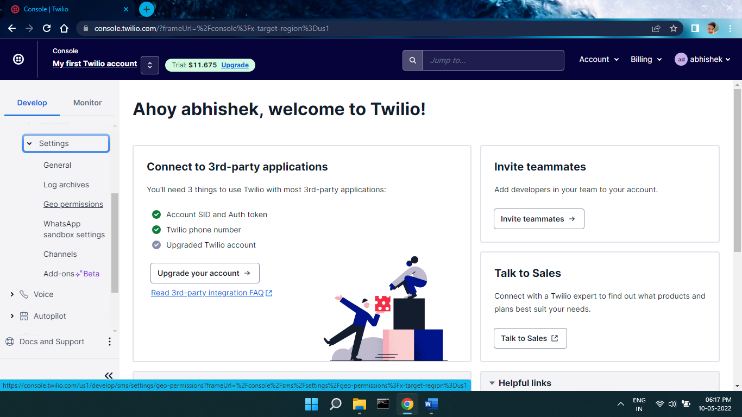 Console | Twilio
console.twilio.com/?frameUrl=%2Fconsole%3Fx-target-region%3Dus1
Console
My first Twilio account
Trial: $11.675 Upgrade
Jump to...
Account
Billing
ab
abhishek
Develop
Monitor
Settings
General
Log archives
Geo permissions
WhatsApp
sandbox settings
Channels
Add-ons Beta
Voice
Autopilot
Docs and Support
Ahoy abhishek, welcome to Twilio!
Connect to 3rd-party applications
You'll need 3 things to use Twilio with most 3rd-party applications:
Account SID and Auth token
Twilio phone number
Upgraded Twilio account
Upgrade your account
Read 3rd-party integration FAQ
Invite teammates
Add developers in your team to your account.
Invite teammates
Talk to Sales
Connect with a Twilio expert to find out what products and
plans best suit your needs.
Talk to Sales
Helpful links
https://console.twilio.com/us1/develop/sms/settings/geo-permissions?frameUrl=%2Fconsole%2Fsms%2Fsettings%2Fgeo-permissions%3Fx-target-region%3Dus1
ENG
IN
06:17 PM
10-05-2022